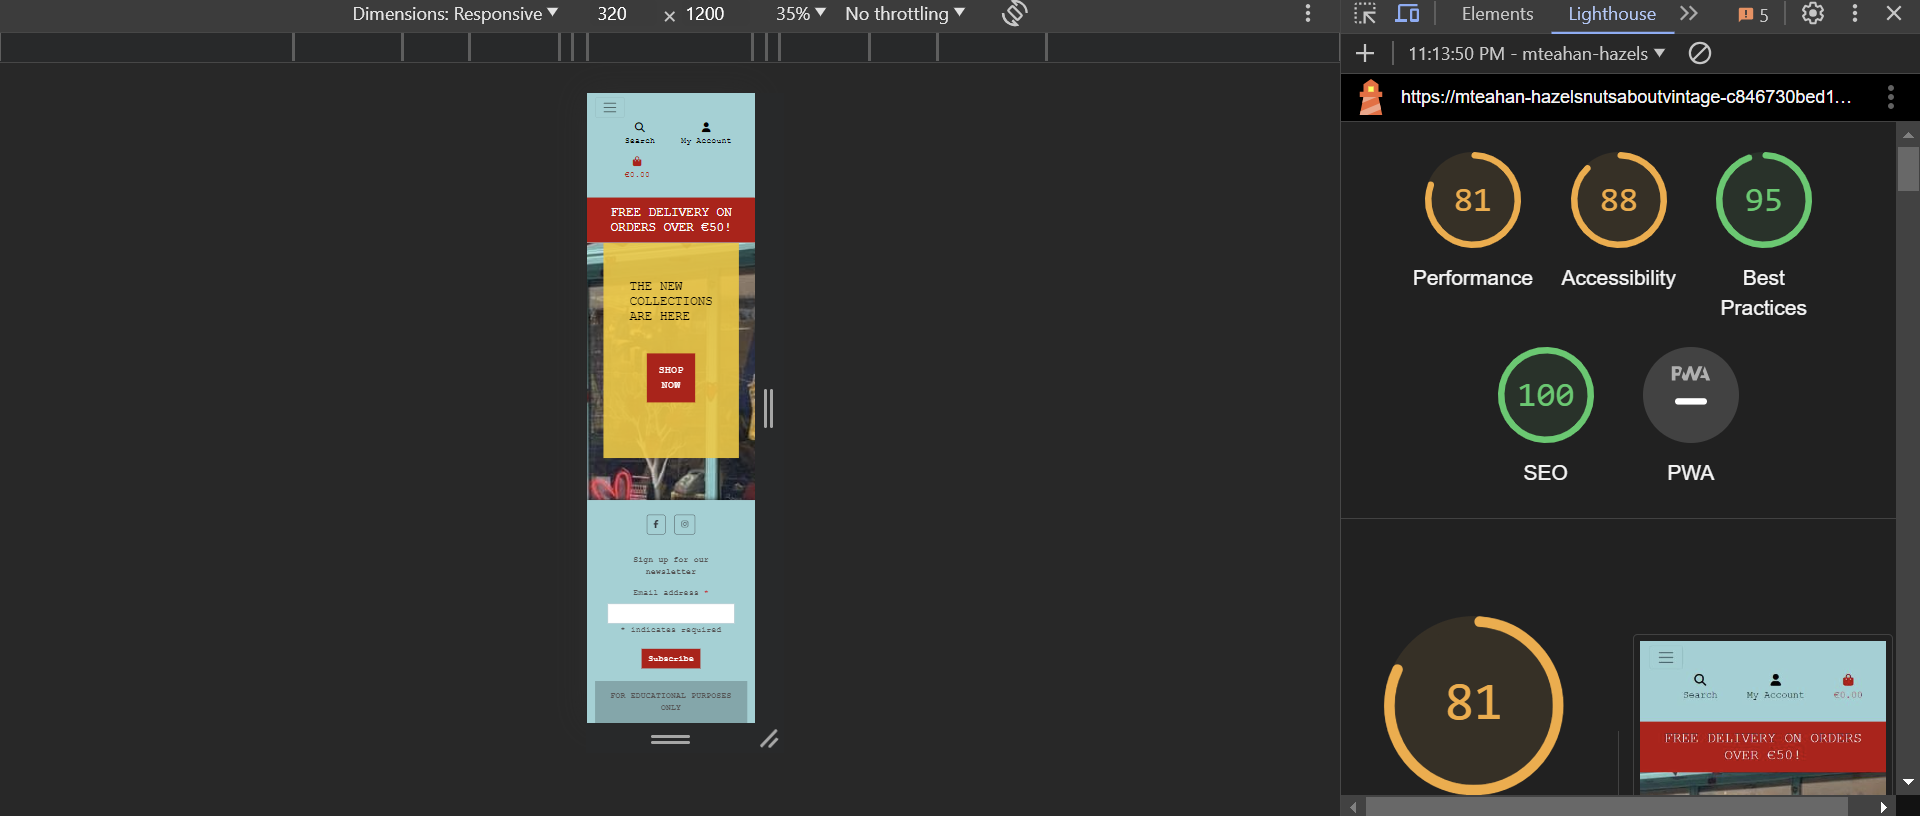 Dimensions: Responsive 320 × 1200 35% No throttling
Elements Lighthouse 5
11:13:50 PM - mteahan-hazels
https://mteahan-hazelsnutsaboutvintage-c846730bed1…
Search My Account
€0.00
FREE DELIVERY ON
ORDERS OVER €50!
THE NEW
COLLECTIONS
ARE HERE
SHOP
NOW
Sign up for our
newsletter
Email address *
* indicates required
Subscribe
FOR EDUCATIONAL PURPOSES
ONLY
81 88 95
Performance Accessibility Best
Practices
100 PWA
SEO PWA
81
Search My Account €0.00
FREE DELIVERY ON ORDERS
OVER €50!